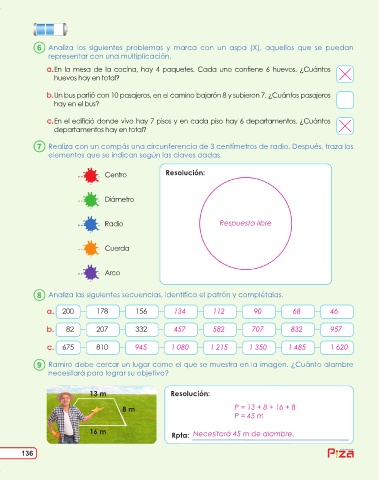 6 Analiza los siguientes problemas y marca con un aspa (X), aquellos que se puedan
representar con una multiplicación.
a. En la mesa de la cocina, hay 4 paquetes. Cada uno contiene 6 huevos. ¿Cuántos
huevos hay en total?
b. Un bus partió con 10 pasajeros, en el camino bajarón 8 y subieron 7. ¿Cuántos pasajeros
hay en el bus?
c. En el edifició donde vivo hay 7 pisos y en cada piso hay 6 departamentos. ¿Cuántos
departamentos hay en total?
7 Realiza con un compás una circunferencia de 3 centímetros de radio. Después, traza los
elementos que se indican según las claves dadas.
Centro
Diámetro
Radio
Cuerda
Arco
Resolución:
Respuesta libre
8 Analiza las siguientes secuencias, identifica el patrón y complétalas.
a. 200 178 156 134 112 90 68 46
b. 82 207 332 457 582 707 832 957
c. 675 810 945 1 080 1 215 1 350 1 485 1 620
9 Ramiro debe cercar un lugar como el que se muestra en la imagen. ¿Cuánto alambre
necesitará para lograr su objetivo?
13 m
8 m
16 m
Resolución:
P = 13 + 8 + 16 + 8
P = 45 m
Rpta: Necesitará 45 m de alambre.
136